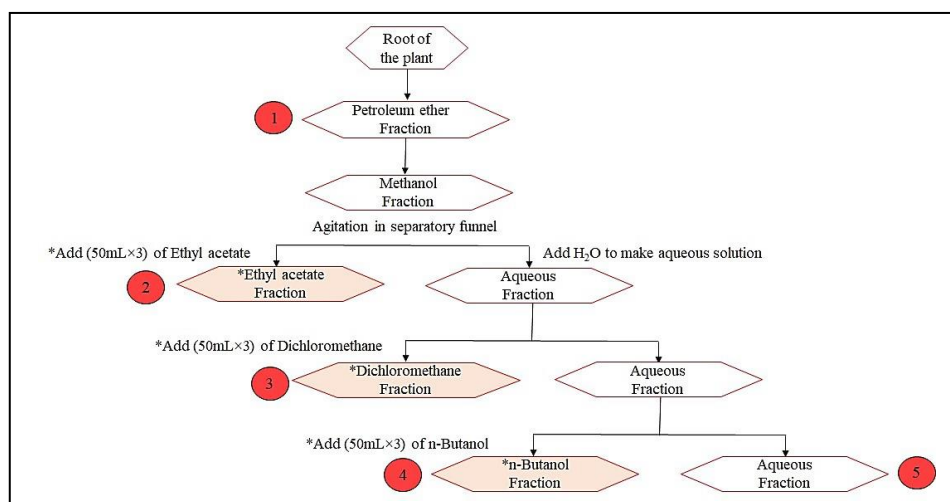 Root of
the plant
1
Petroleum ether
Fraction
Methanol
Fraction
Agitation in separatory funnel
*Add (50mL×3) of Ethyl acetate
Add H₂O to make aqueous solution
2
*Ethyl acetate
Fraction
Aqueous
Fraction
*Add (50mL×3) of Dichloromethane
3
*Dichloromethane
Fraction
Aqueous
Fraction
*Add (50mL×3) of n-Butanol
4
*n-Butanol
Fraction
Aqueous
Fraction
5